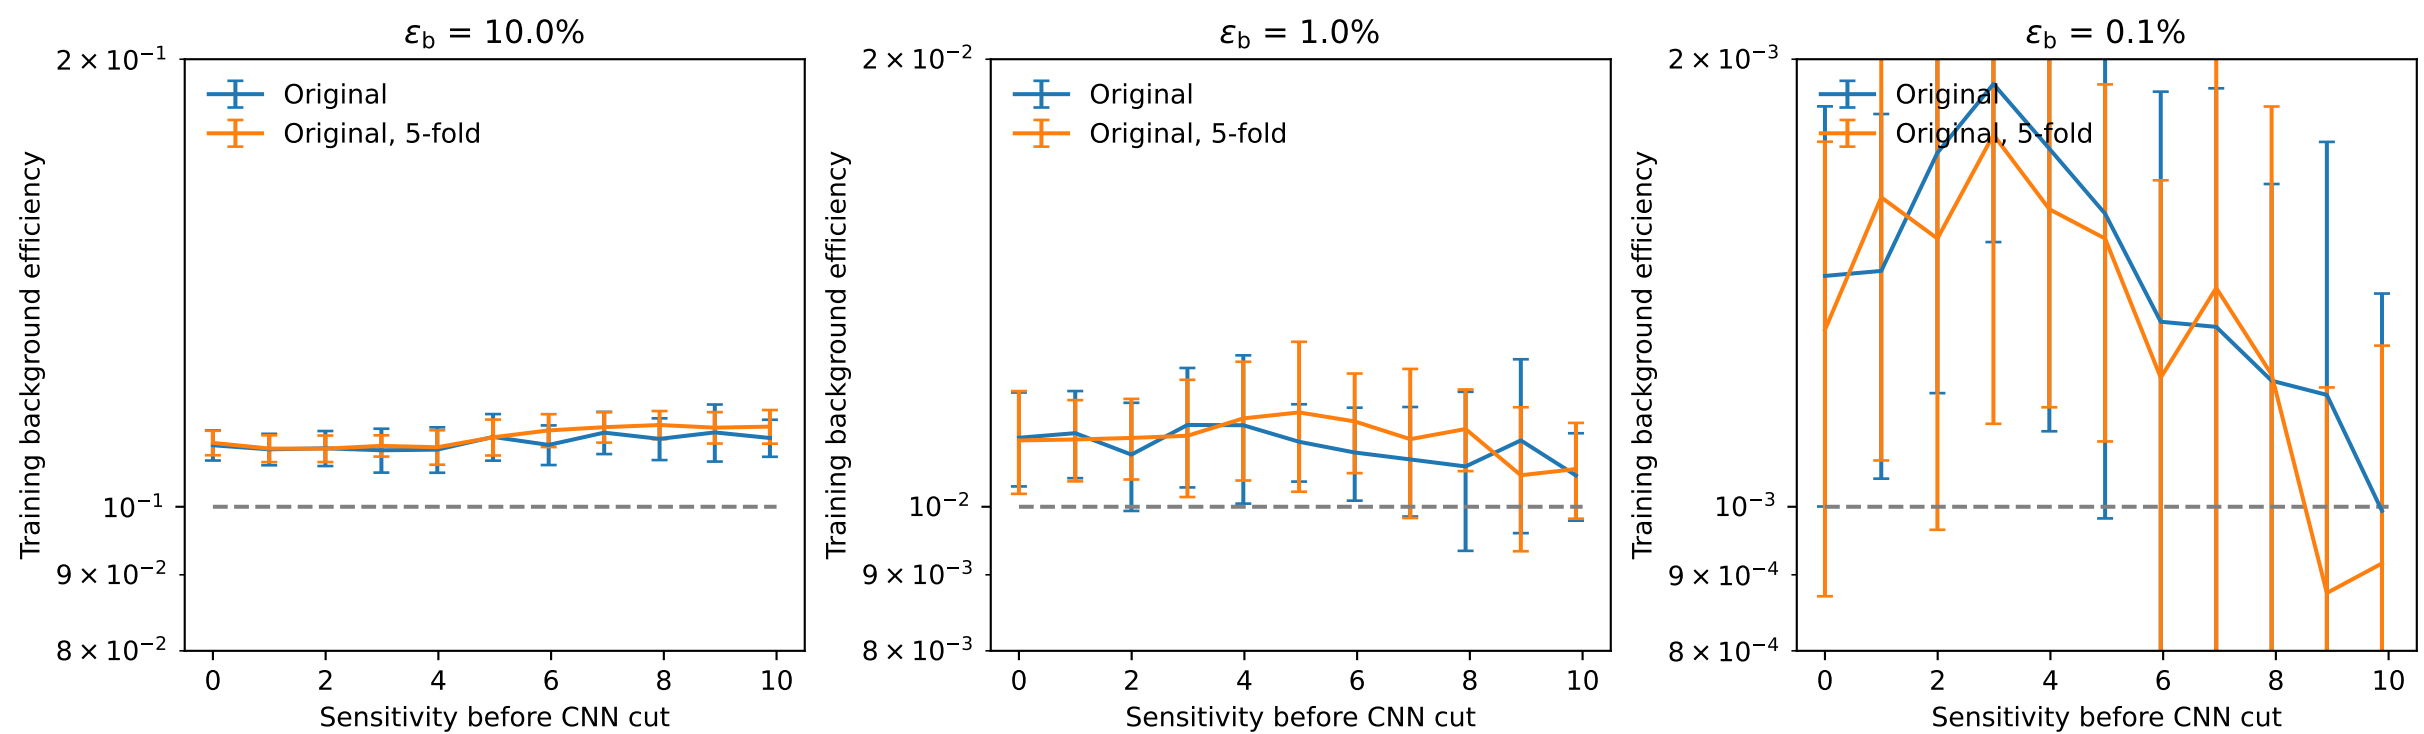 ε_b = 10.0%
2 × 10⁻¹
10⁻¹
9 × 10⁻²
8 × 10⁻²
Training background efficiency
Original
Original, 5-fold
0 2 4 6 8 10
Sensitivity before CNN cut
ε_b = 1.0%
2 × 10⁻²
10⁻²
9 × 10⁻³
8 × 10⁻³
Training background efficiency
Original
Original, 5-fold
0 2 4 6 8 10
Sensitivity before CNN cut
ε_b = 0.1%
2 × 10⁻³
10⁻³
9 × 10⁻⁴
8 × 10⁻⁴
Training background efficiency
Original
Original, 5-fold
0 2 4 6 8 10
Sensitivity before CNN cut